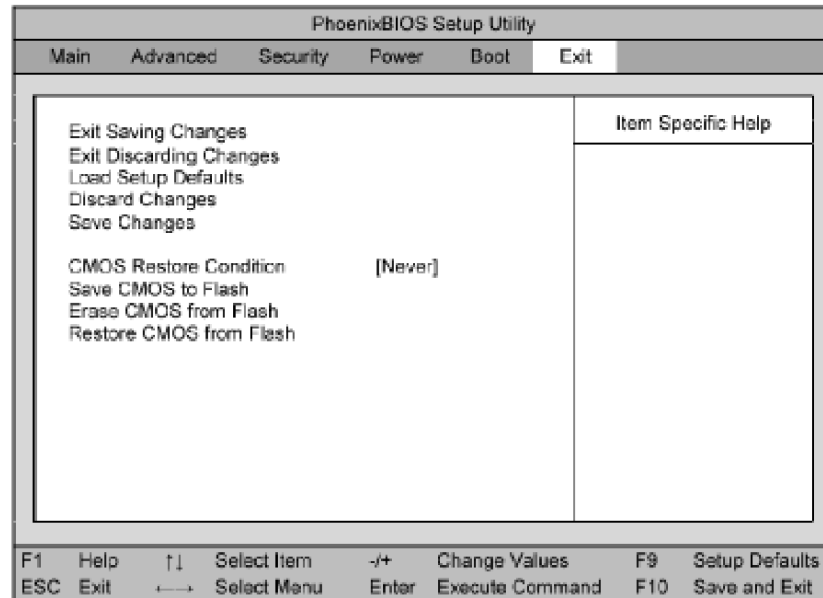 PhoenixBIOS Setup Utility
Main Advanced Security Power Boot Exit
Item Specific Help
Exit Saving Changes
Exit Discarding Changes
Load Setup Defaults
Discard Changes
Save Changes
CMOS Restore Condition [Never]
Save CMOS to Flash
Erase CMOS from Flash
Restore CMOS from Flash
F1 Help ↑↓ Select Item -/+ Change Values F9 Setup Defaults
ESC Exit ←→ Select Menu Enter Execute Command F10 Save and Exit